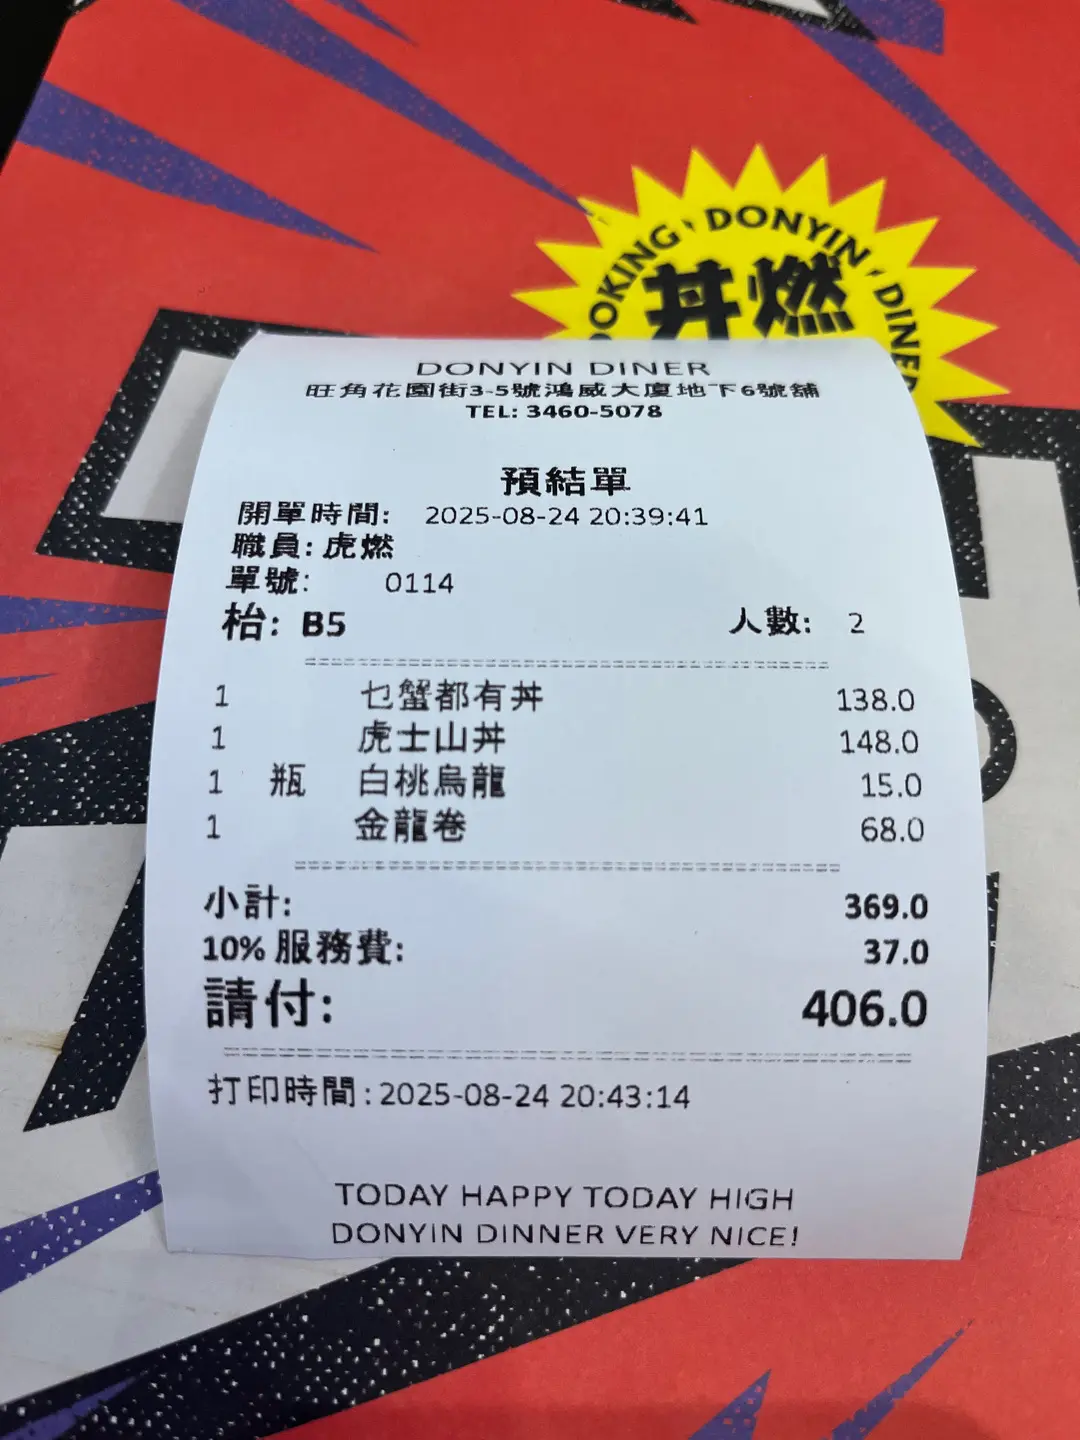 OOKING · DONYIN · DINER
丼燃
DONYIN DINER
旺角花園街3-5號鴻威大廈地下6號舖
TEL: 3460-5078
預結單
開單時間: 2025-08-24 20:39:41
職員: 虎燃
單號: 0114
枱: B5 人數: 2
1 乜蟹都有丼 138.0
1 虎士山丼 148.0
1 瓶 白桃烏龍 15.0
1 金龍卷 68.0
小計: 369.0
10% 服務費: 37.0
請付: 406.0
打印時間: 2025-08-24 20:43:14
TODAY HAPPY TODAY HIGH
DONYIN DINNER VERY NICE!